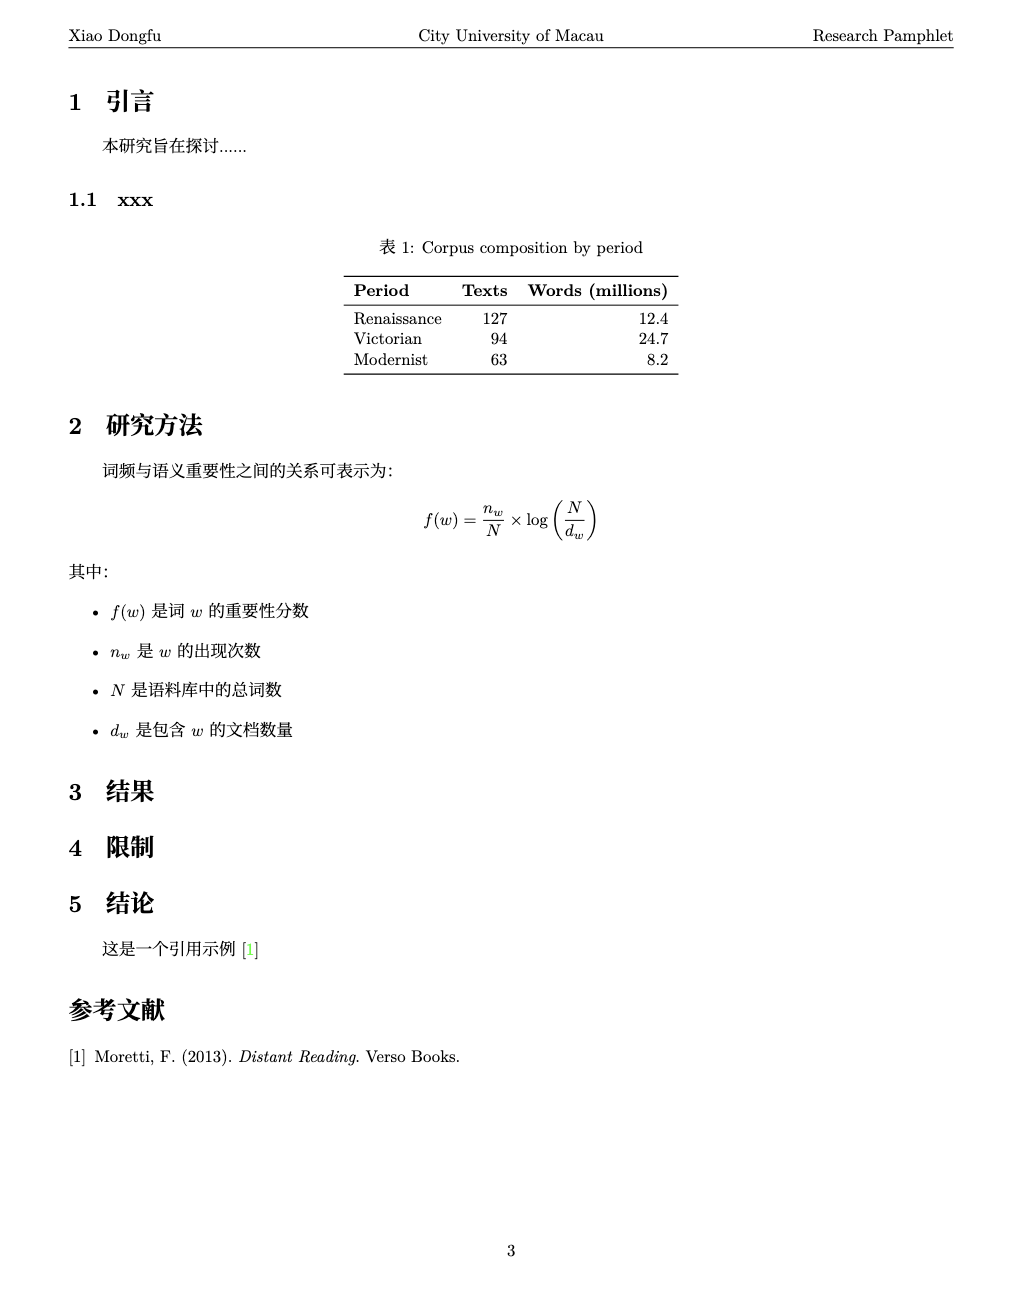 Xiao Dongfu City University of Macau Research Pamphlet
1 引言
本研究旨在探讨......
1.1 xxx
表 1: Corpus composition by period
Period Texts Words (millions)
Renaissance 127 12.4
Victorian 94 24.7
Modernist 63 8.2
2 研究方法
词频与语义重要性之间的关系可表示为：
f(w) = n_w/N × log(N/d_w)
其中：
• f(w) 是词 w 的重要性分数
• n_w 是 w 的出现次数
• N 是语料库中的总词数
• d_w 是包含 w 的文档数量
3 结果
4 限制
5 结论
这是一个引用示例 [1]
参考文献
[1] Moretti, F. (2013). Distant Reading. Verso Books.
3